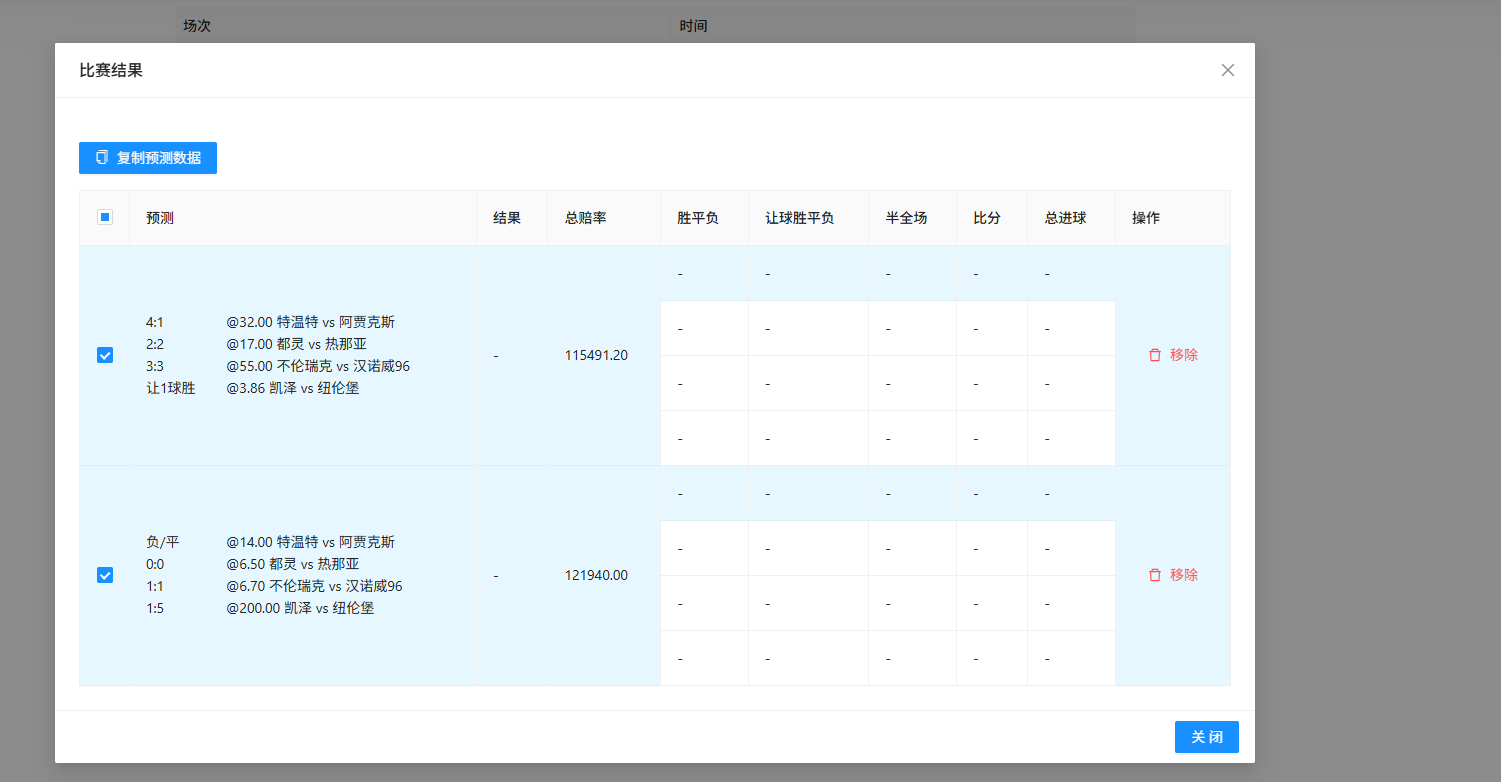 场次 时间
比赛结果
复制预测数据
预测 结果 总赔率 胜平负 让球胜平负 半全场 比分 总进球 操作
- - - - -
4:1 @32.00 特温特 vs 阿贾克斯
- - - - -
2:2 @17.00 都灵 vs 热那亚
- 115491.20 移除
3:3 @55.00 不伦瑞克 vs 汉诺威96
- - - - -
让1球胜 @3.86 凯泽 vs 纽伦堡
- - - - -
- - - - -
负/平 @14.00 特温特 vs 阿贾克斯
- - - - -
0:0 @6.50 都灵 vs 热那亚
- 121940.00 移除
1:1 @6.70 不伦瑞克 vs 汉诺威96
- - - - -
1:5 @200.00 凯泽 vs 纽伦堡
- - - - -
关 闭